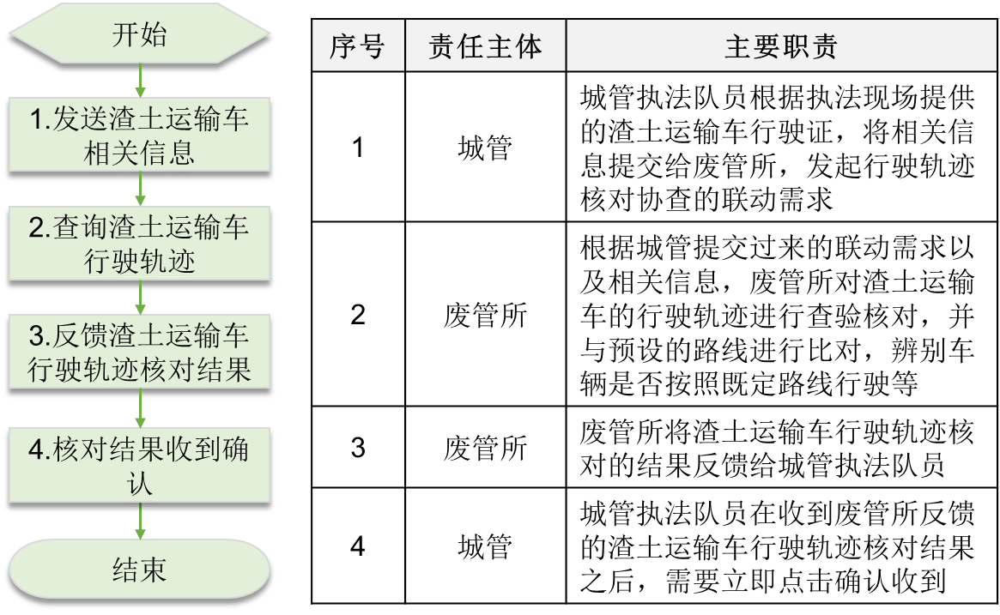 开始
1.发送渣土运输车
相关信息
2.查询渣土运输车
行驶轨迹
3.反馈渣土运输车
行驶轨迹核对结果
4.核对结果收到确
认
结束
序号 责任主体 主要职责
1 城管
城管执法队员根据执法现场提供
的渣土运输车行驶证，将相关信
息提交给废管所，发起行驶轨迹
核对协查的联动需求
2 废管所
根据城管提交过来的联动需求以
及相关信息，废管所对渣土运输
车的行驶轨迹进行查验核对，并
与预设的路线进行比对，辨别车
辆是否按照既定路线行驶等
3 废管所
废管所将渣土运输车行驶轨迹核
对的结果反馈给城管执法队员
4 城管
城管执法队员在收到废管所反馈
的渣土运输车行驶轨迹核对结果
之后，需要立即点击确认收到